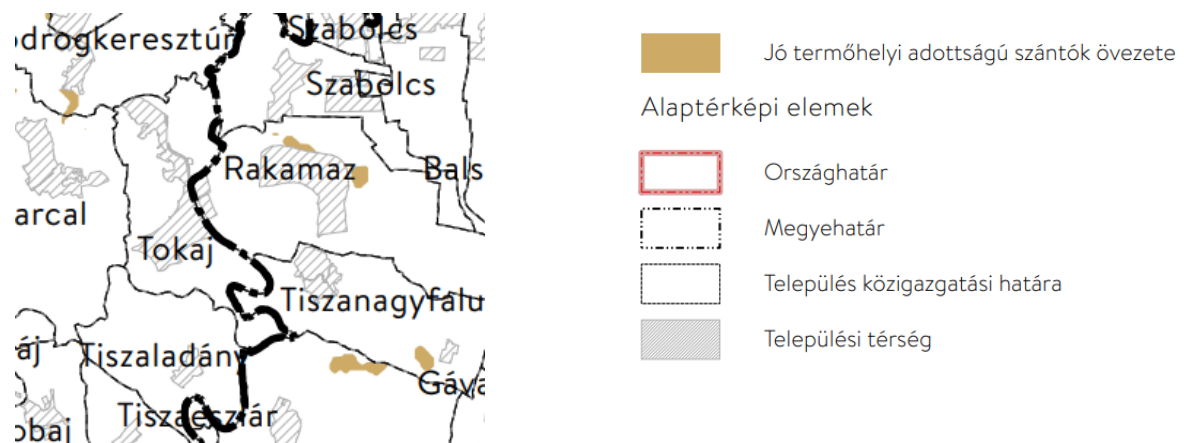 odrogkeresztúr
Szabolcs
Szabolcs
Rakamaz
Bals
arcal
Tokaj
Tiszanagyfalu
áj
Tiszaladány
Gáva
Tiszaeszlár
obaj
Jó termőhelyi adottságú szántók övezete
Alaptérképi elemek
Országhatár
Megyehatár
Település közigazgatási határa
Települési térség